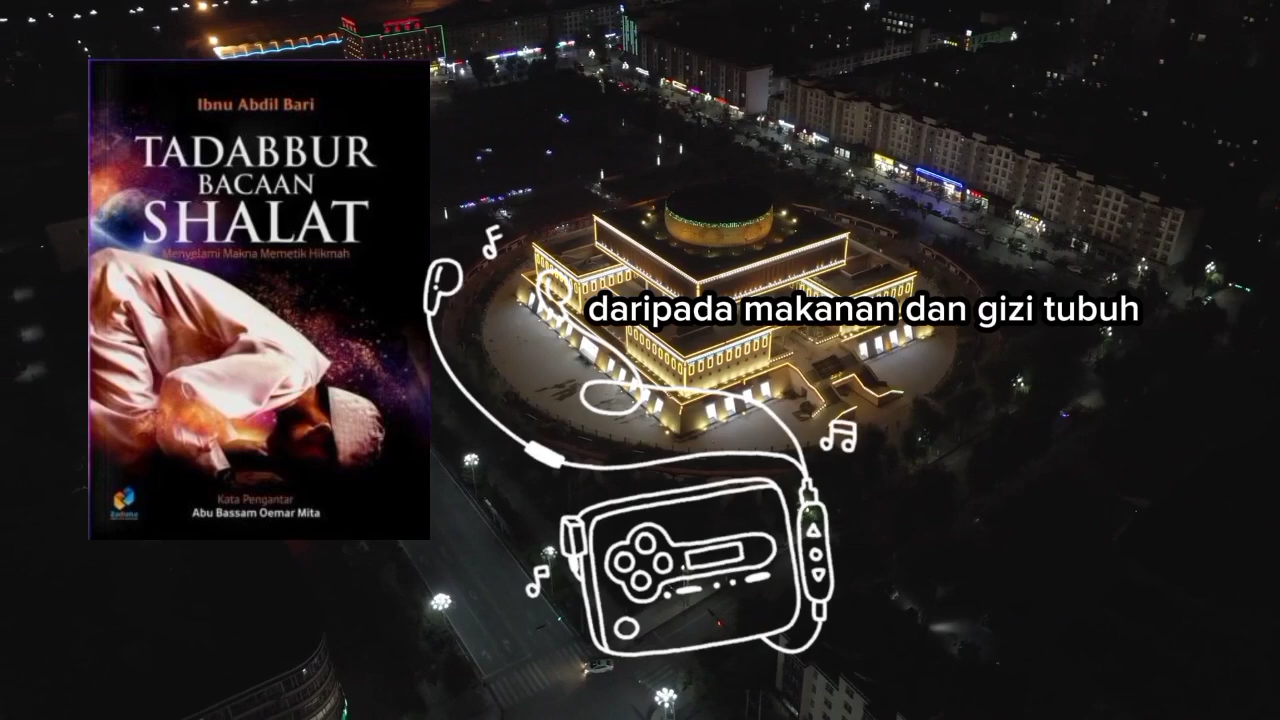 Ibnu Abdil Bari
TADABBUR
BACAAN
SHALAT
Menyelami Makna Memetik Hikmah
Kata Pengantar
Abu Bassam Oemar Mita
daripada makanan dan gizi tubuh